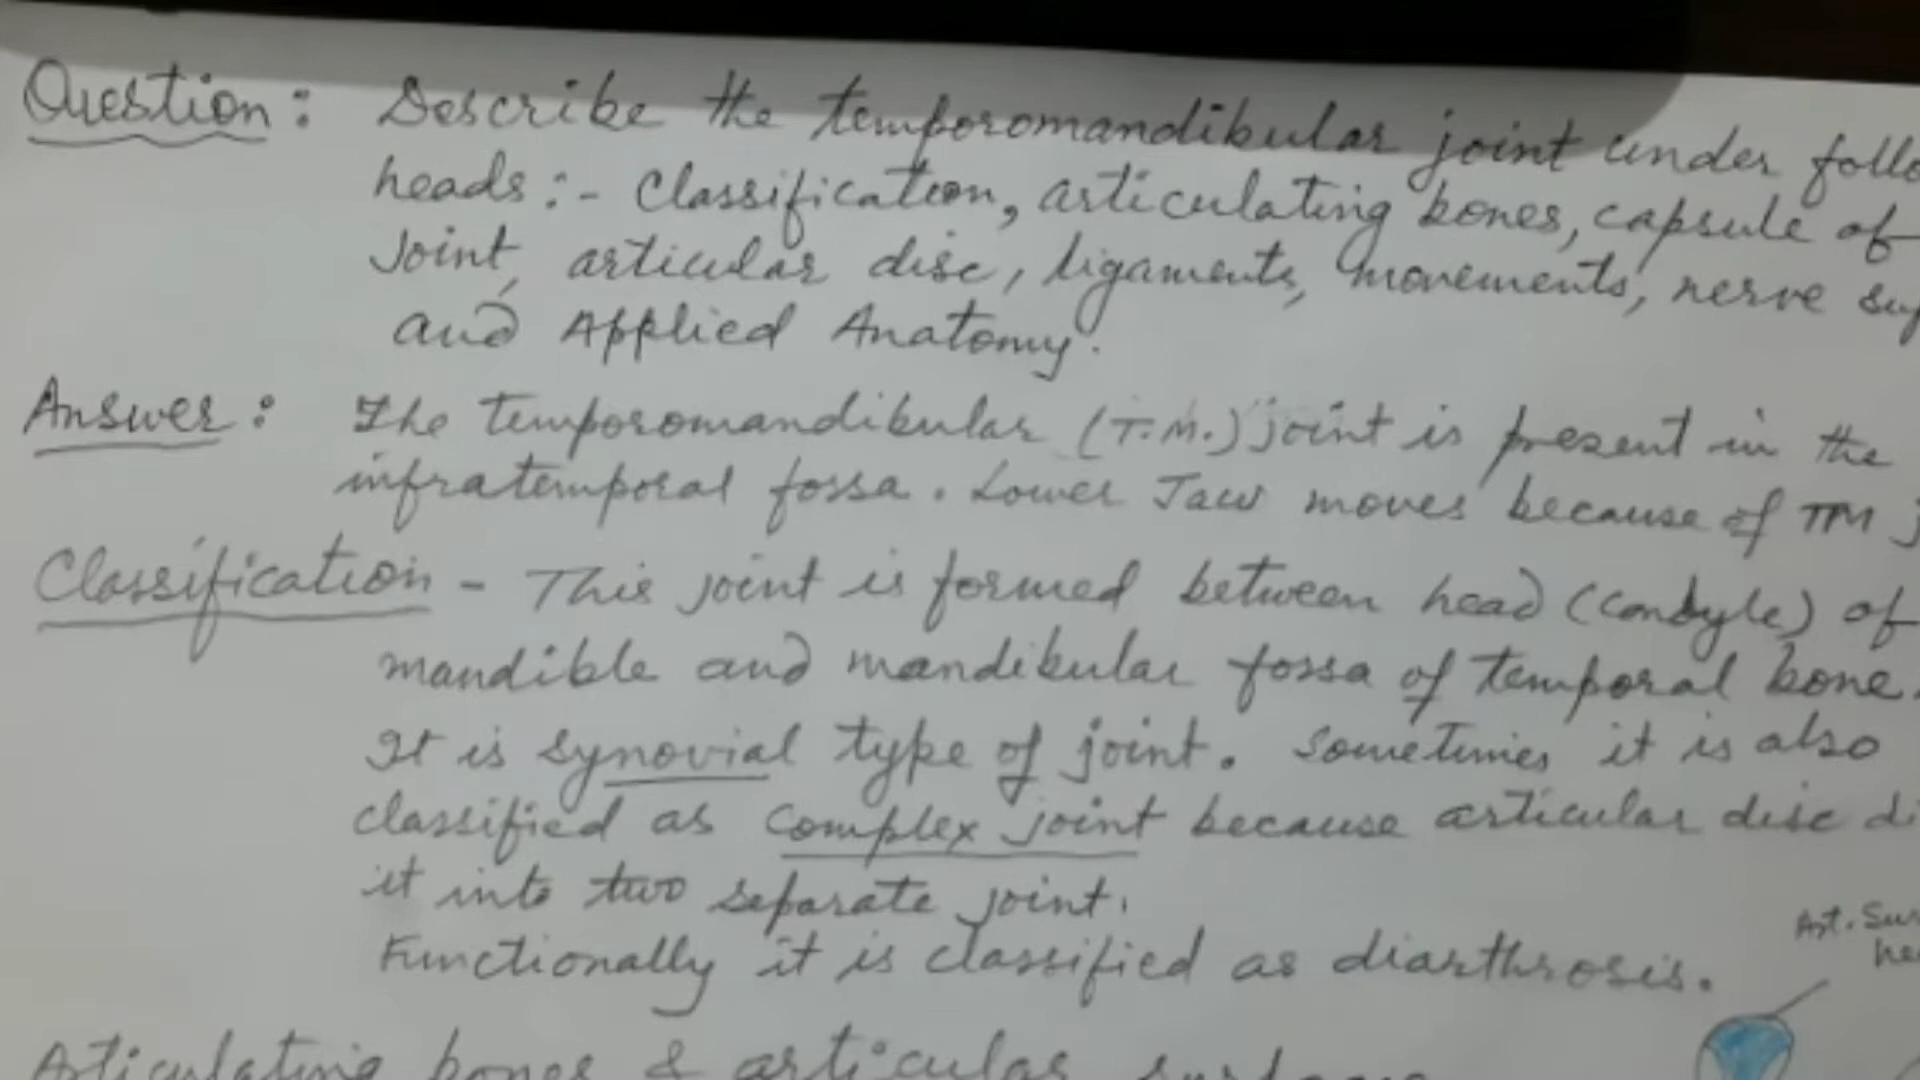 Question: Describe the temporomandibular joint under
heads:- Classification, articulating bones, capsule of
Joint, articular disc, ligaments, movements, nerve
and Applied Anatomy.
Answer: The temporomandibular (T.M.) joint is present in the
infratemporal fossa. Lower Jaw moves because of TM
Classification - This joint is formed between head (condyle) of
mandible and mandibular fossa of temporal bone.
It is synovial type of joint. Sometimes it is also
classified as complex joint because articular disc
it into two separate joint.
Functionally it is classified as diarthrosis.
Art.
Articulating bones & articular